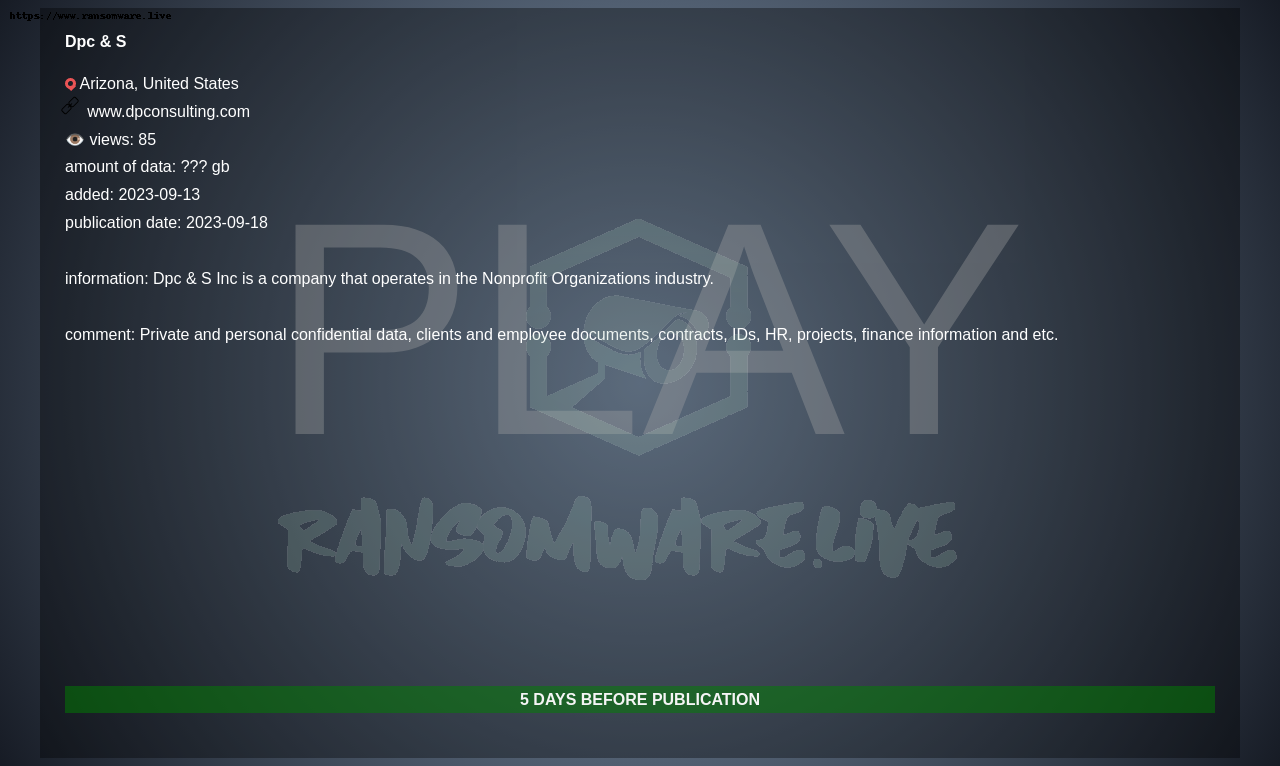 https://www.ransomware.live
Dpc & S
Arizona, United States
www.dpconsulting.com
views: 85
amount of data: ??? gb
added: 2023-09-13
publication date: 2023-09-18
PLAY
information: Dpc & S Inc is a company that operates in the Nonprofit Organizations industry.
comment: Private and personal confidential data, clients and employee documents, contracts, IDs, HR, projects, finance information and etc.
RANSOMWARE.LIVE
5 DAYS BEFORE PUBLICATION